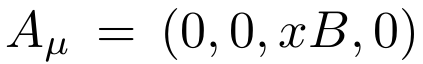 A_μ = (0, 0, xB, 0)